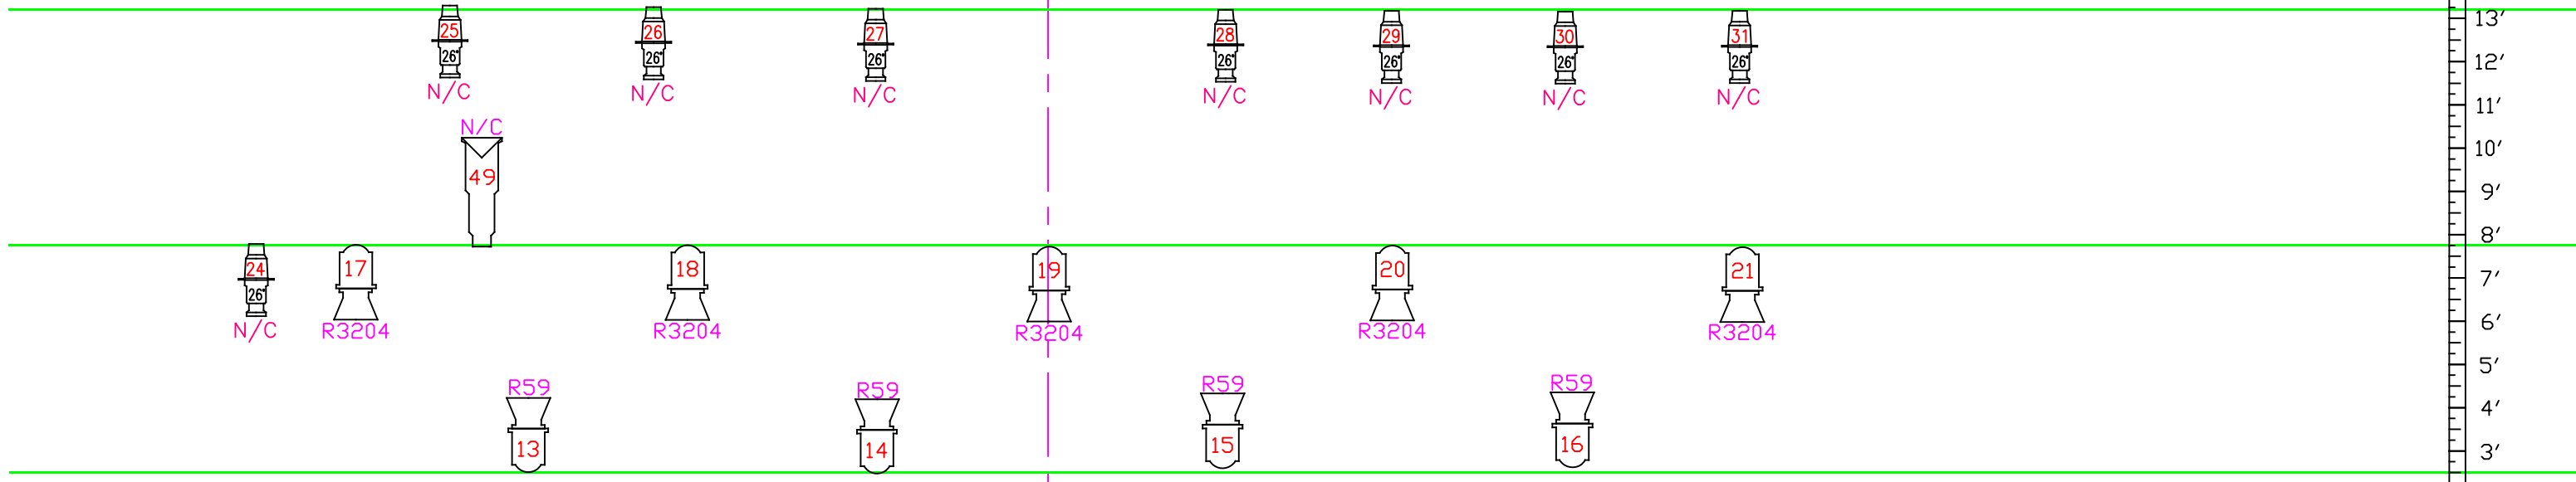 25 26 27 28 29 30 31 13′
26° 26° 26° 26° 26° 26° 26° 12′
N/C N/C N/C N/C N/C N/C N/C
11′
N/C
10′
49
9′
8′
24 17 18 19 20 21 7′
26°
N/C R3204 R3204 R3204 R3204 R3204 6′
5′
R59 R59 R59 R59
4′
13 14 15 16 3′